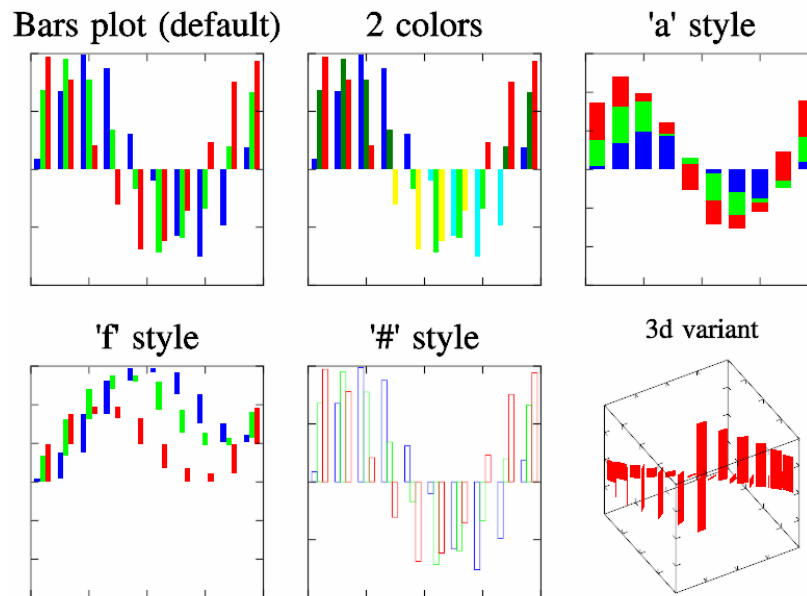 Bars plot (default)
2 colors
'a' style
'f' style
'#' style
3d variant